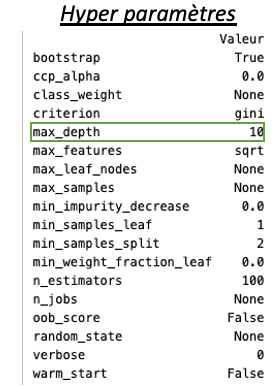 Hyper paramètres
Valeur
bootstrap True
ccp_alpha 0.0
class_weight None
criterion gini
max_depth 10
max_features sqrt
max_leaf_nodes None
max_samples None
min_impurity_decrease 0.0
min_samples_leaf 1
min_samples_split 2
min_weight_fraction_leaf 0.0
n_estimators 100
n_jobs None
oob_score False
random_state None
verbose 0
warm_start False